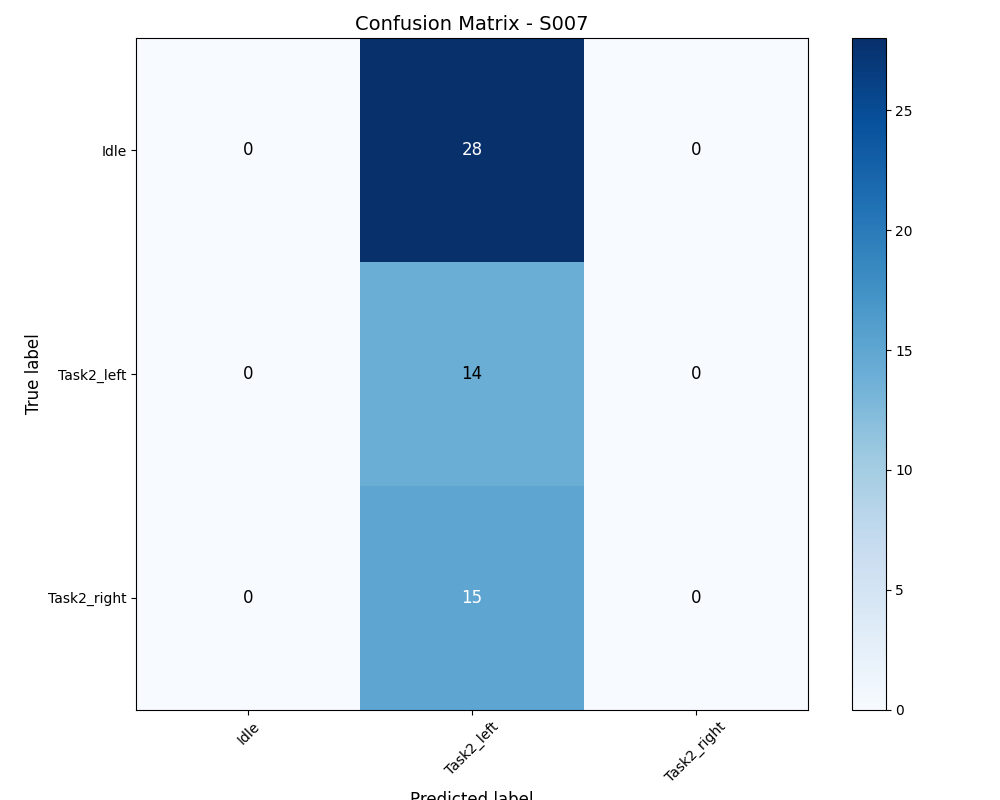 Confusion Matrix - S007
Idle
0
28
0
Task2_left
0
14
0
Task2_right
0
15
0
Idle
Task2_left
Task2_right
True label
Predicted label
25
20
15
10
5
0